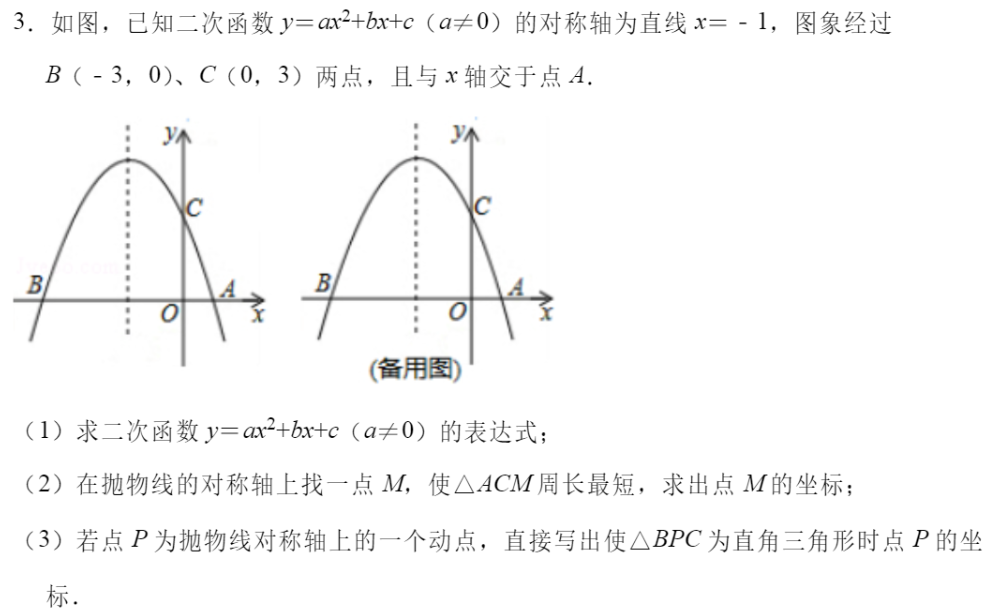 3．如图，已知二次函数 y=ax²+bx+c（a≠0）的对称轴为直线 x=﹣1，图象经过
B（﹣3，0）、C（0，3）两点，且与 x 轴交于点 A．
y y
C C
B A B A
O x O x
(备用图)
（1）求二次函数 y=ax²+bx+c（a≠0）的表达式；
（2）在抛物线的对称轴上找一点 M，使△ACM 周长最短，求出点 M 的坐标；
（3）若点 P 为抛物线对称轴上的一个动点，直接写出使△BPC 为直角三角形时点 P 的坐
标．